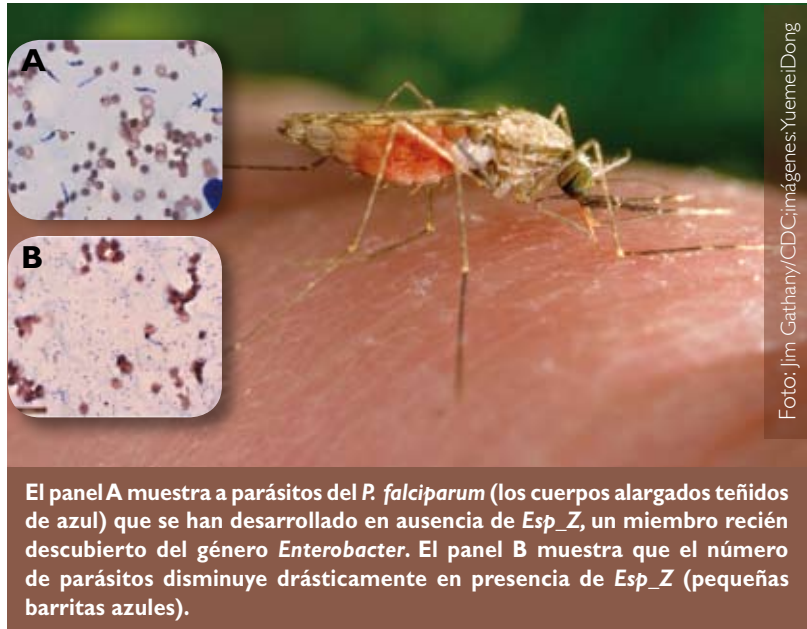 A
B
Foto: Jim Gathany/CDC;imágenes:YuemeiDong
El panel A muestra a parásitos del P. falciparum (los cuerpos alargados teñidos
de azul) que se han desarrollado en ausencia de Esp_Z, un miembro recién
descubierto del género Enterobacter. El panel B muestra que el número
de parásitos disminuye drásticamente en presencia de Esp_Z (pequeñas
barritas azules).